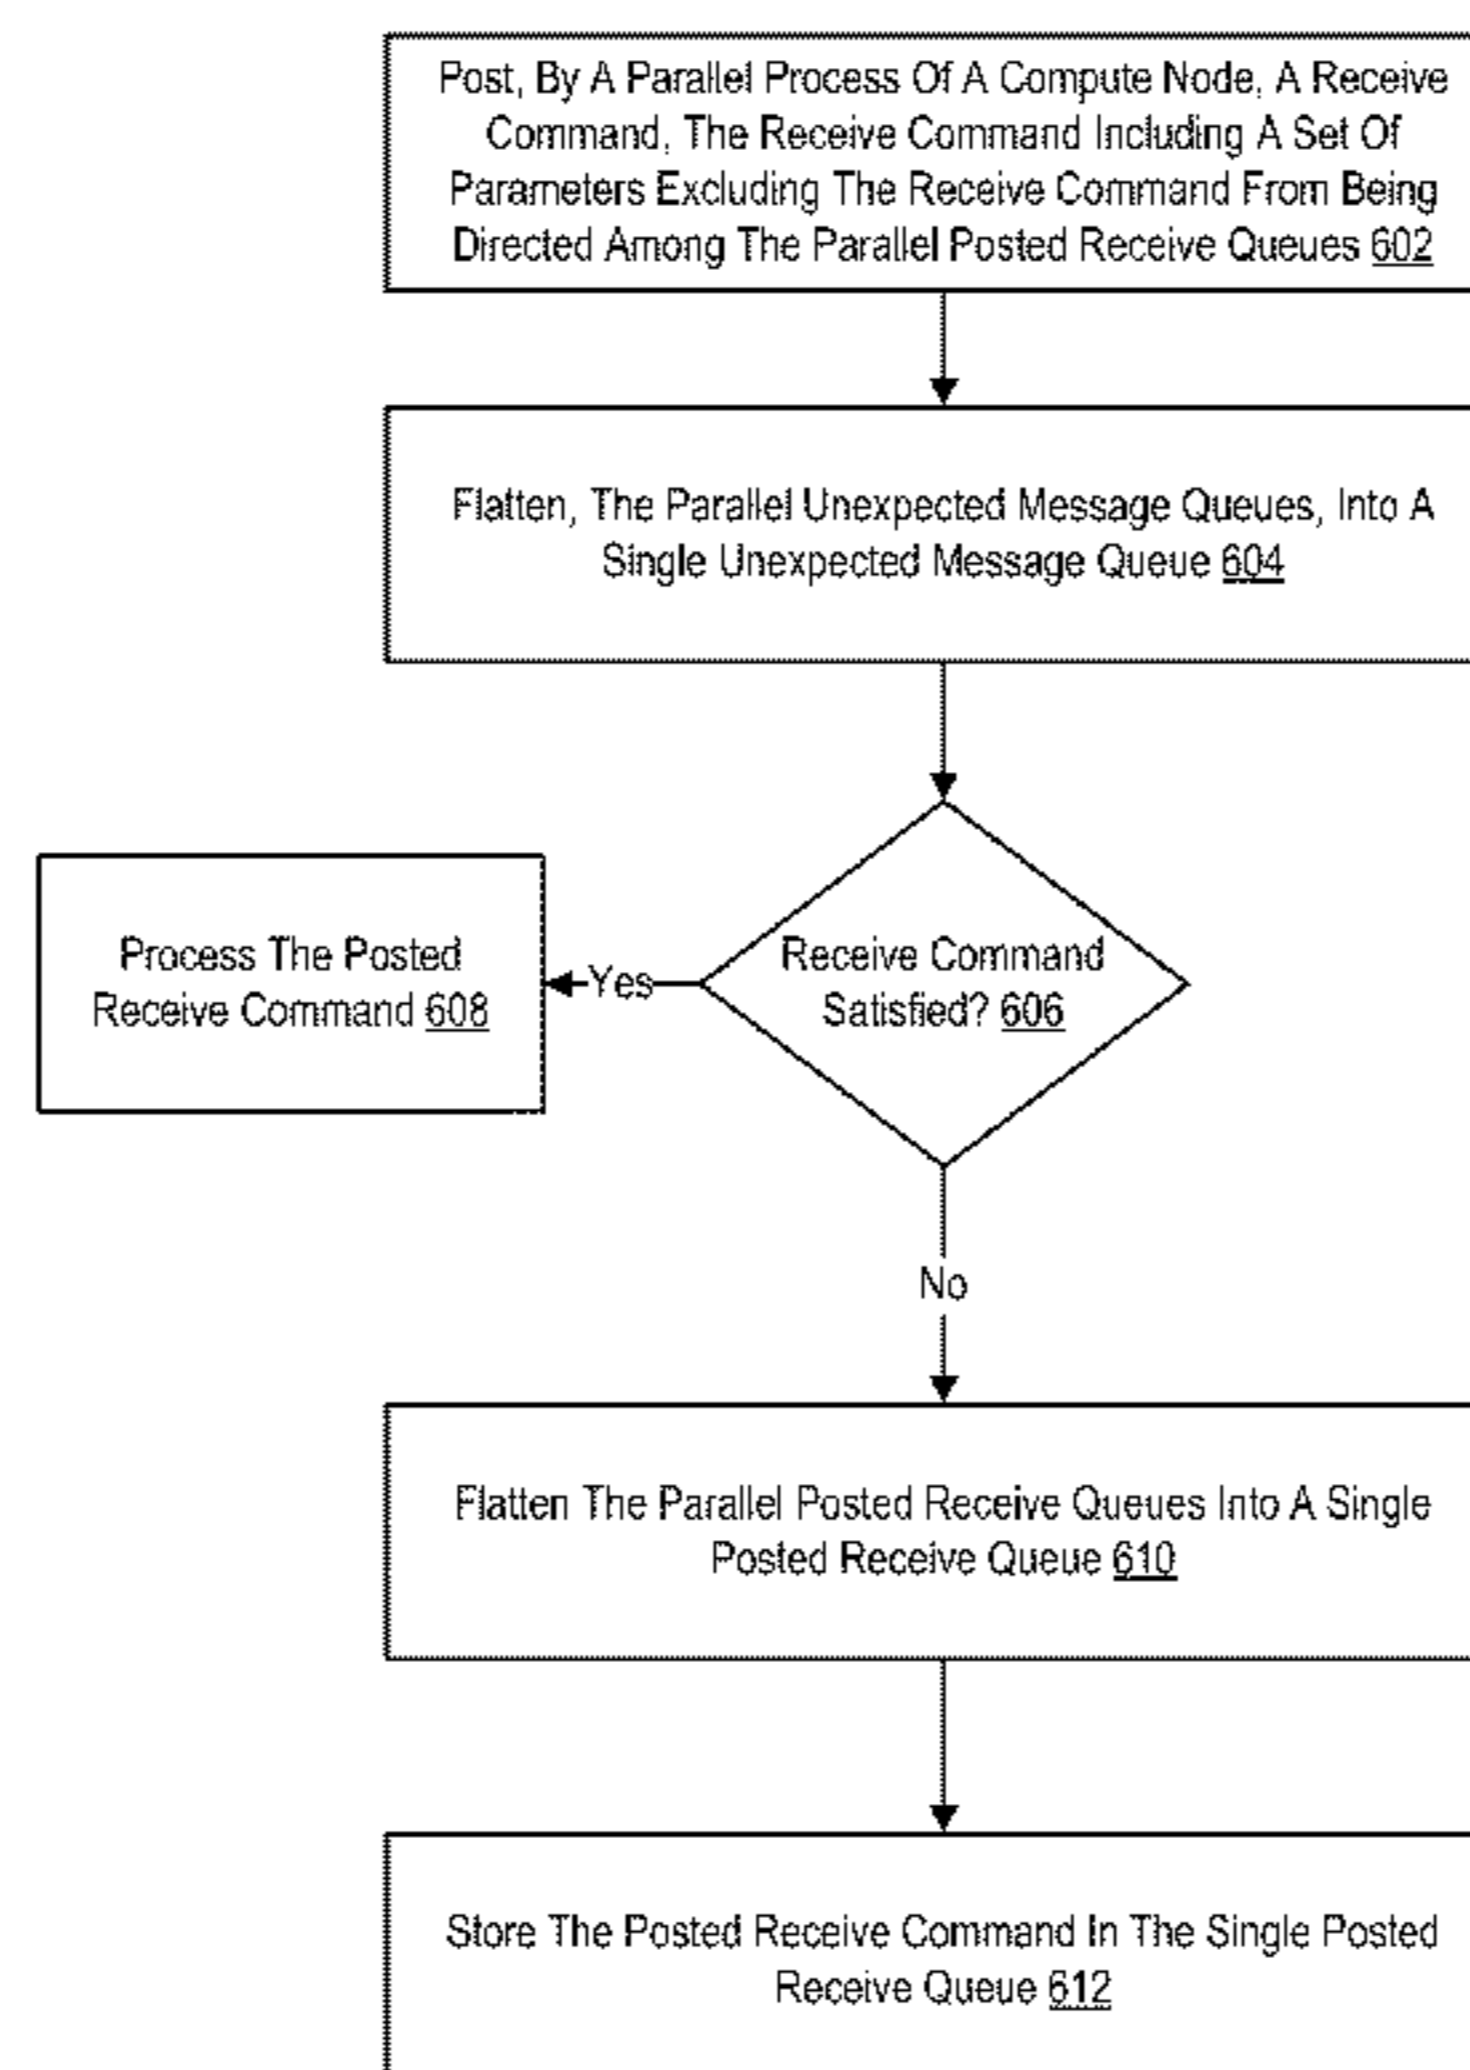 Post, By A Parallel Process Of A Compute Node, A Receive
Command, The Receive Command Including A Set Of
Parameters Excluding The Receive Command From Being
Directed Among The Parallel Posted Receive Queues 602
Flatten, The Parallel Unexpected Message Queues, Into A
Single Unexpected Message Queue 604
Receive Command
Satisfied? 606
Yes
Process The Posted
Receive Command 608
No
Flatten The Parallel Posted Receive Queues Into A Single
Posted Receive Queue 610
Store The Posted Receive Command In The Single Posted
Receive Queue 612